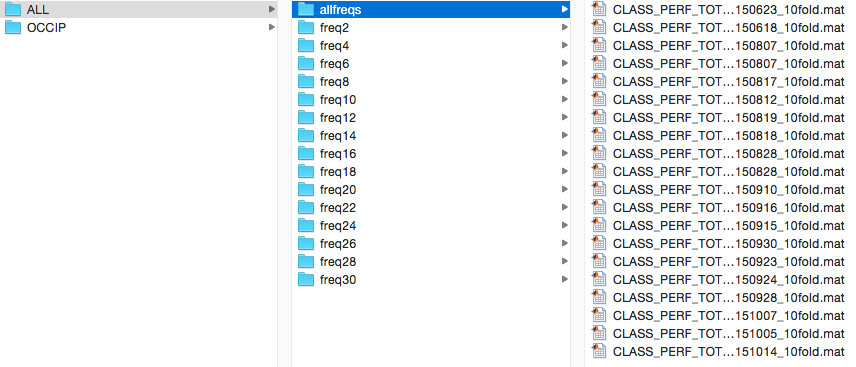 ALL
OCCIP
allfreqs
freq2
freq4
freq6
freq8
freq10
freq12
freq14
freq16
freq18
freq20
freq22
freq24
freq26
freq28
freq30
CLASS_PERF_TOT...150623_10fold.mat
CLASS_PERF_TOT...150618_10fold.mat
CLASS_PERF_TOT...150807_10fold.mat
CLASS_PERF_TOT...150807_10fold.mat
CLASS_PERF_TOT...150817_10fold.mat
CLASS_PERF_TOT...150812_10fold.mat
CLASS_PERF_TOT...150819_10fold.mat
CLASS_PERF_TOT...150818_10fold.mat
CLASS_PERF_TOT...150828_10fold.mat
CLASS_PERF_TOT...150828_10fold.mat
CLASS_PERF_TOT...150910_10fold.mat
CLASS_PERF_TOT...150916_10fold.mat
CLASS_PERF_TOT...150915_10fold.mat
CLASS_PERF_TOT...150930_10fold.mat
CLASS_PERF_TOT...150923_10fold.mat
CLASS_PERF_TOT...150924_10fold.mat
CLASS_PERF_TOT...150928_10fold.mat
CLASS_PERF_TOT...151007_10fold.mat
CLASS_PERF_TOT...151005_10fold.mat
CLASS_PERF_TOT...151014_10fold.mat